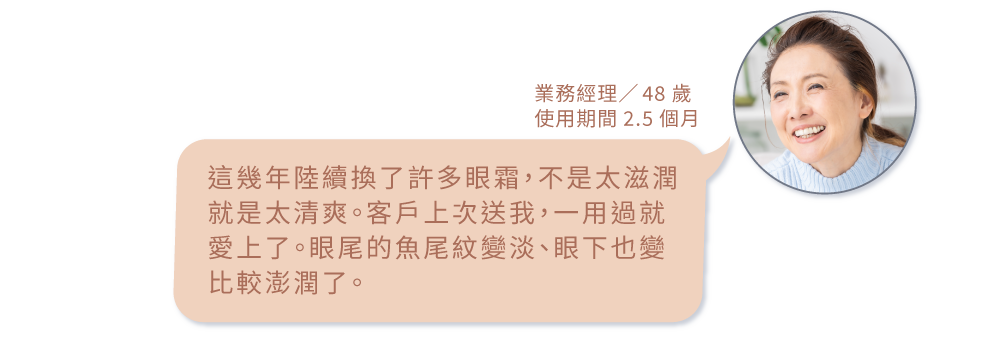 業務經理／48 歲
使用期間 2.5 個月
這幾年陸續換了許多眼霜，不是太滋潤
就是太清爽。客戶上次送我，一用過就
愛上了。眼尾的魚尾紋變淡、眼下也變
比較澎潤了。